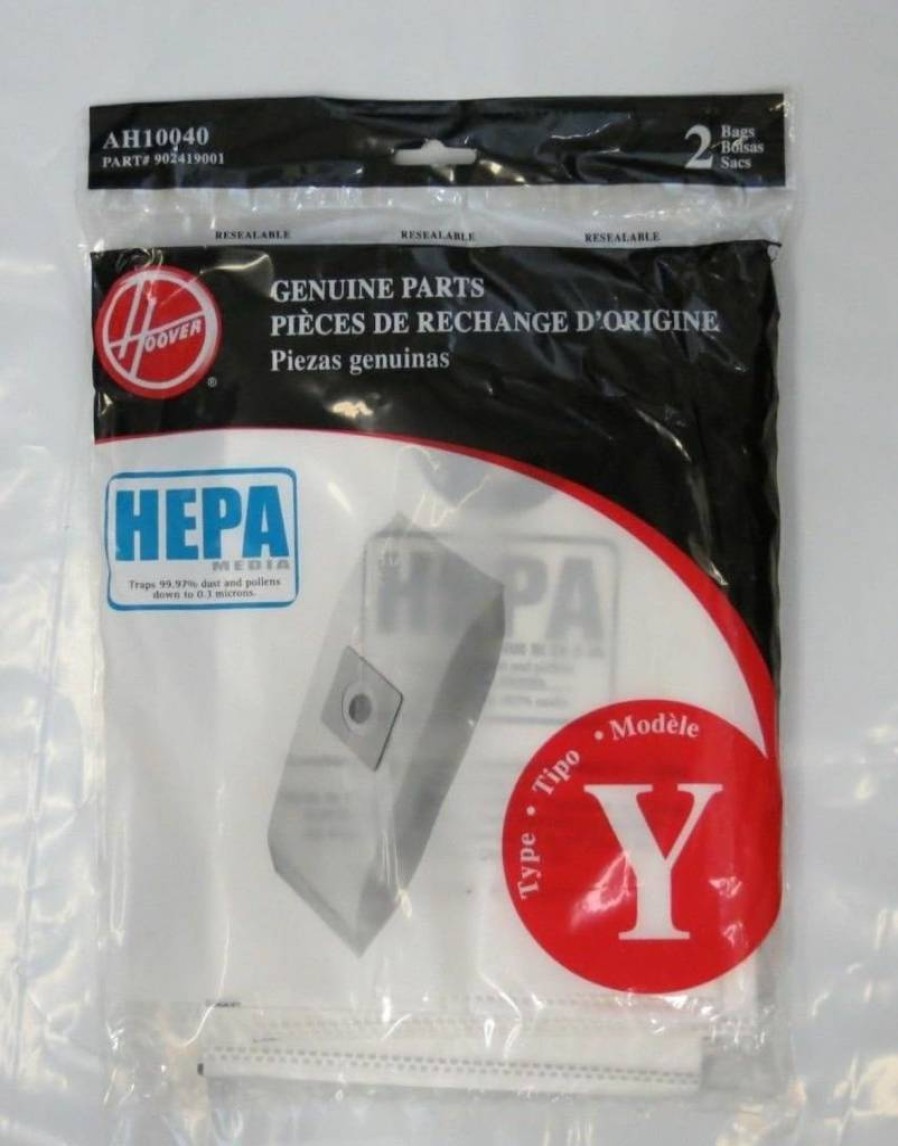 AH10040
PART# 902419001
2 Bags
Bolsas
Sacs
RESEALABLE RESEALABLE RESEALABLE
HOOVER
®
GENUINE PARTS
PIÈCES DE RECHANGE D'ORIGINE
Piezas genuinas
HEPA
MEDIA
Traps 99.97% dust and pollens
down to 0.3 microns.
HEPA
Type • Tipo • Modèle
Y